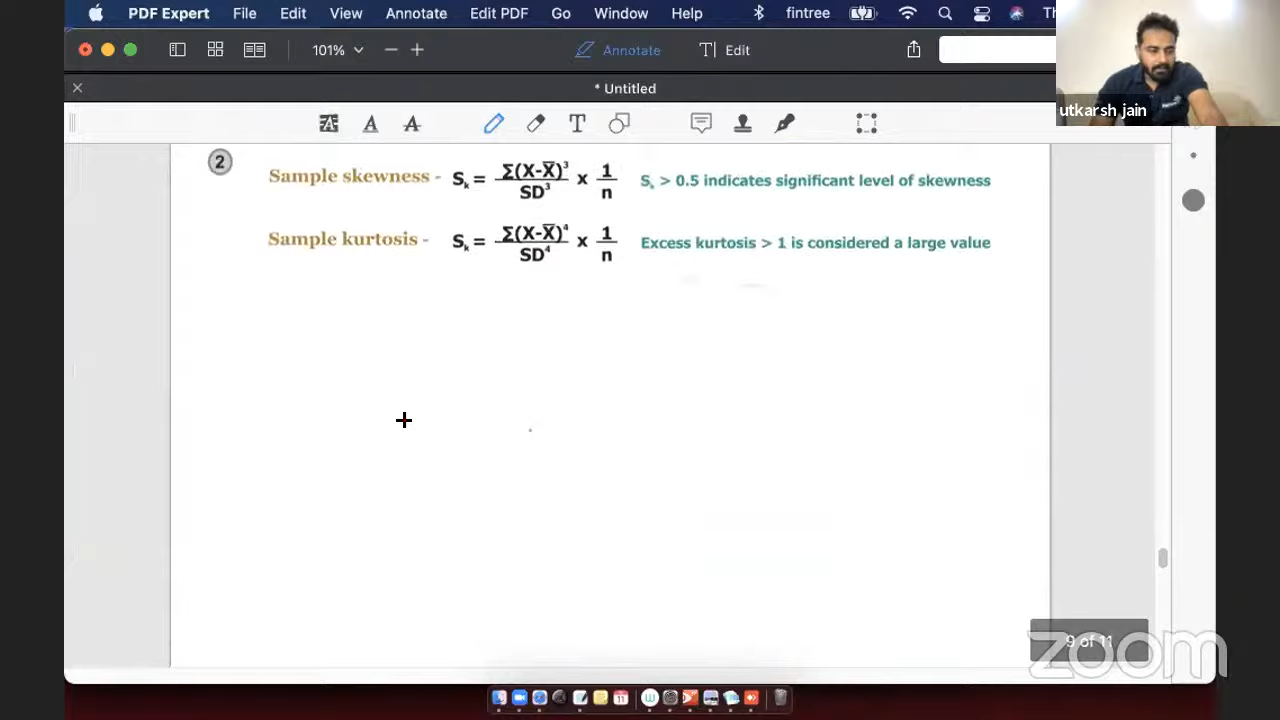 PDF Expert File Edit View Annotate Edit PDF Go Window Help fintree Th
101% Annotate T Edit
* Untitled
utkarsh jain
2
Sample skewness - Sₖ = Σ(X-X̅)³ / SD³ x 1 / n Sₖ > 0.5 indicates significant level of skewness
Sample kurtosis - Sₖ = Σ(X-X̅)⁴ / SD⁴ x 1 / n Excess kurtosis > 1 is considered a large value
9 of 11
zoom